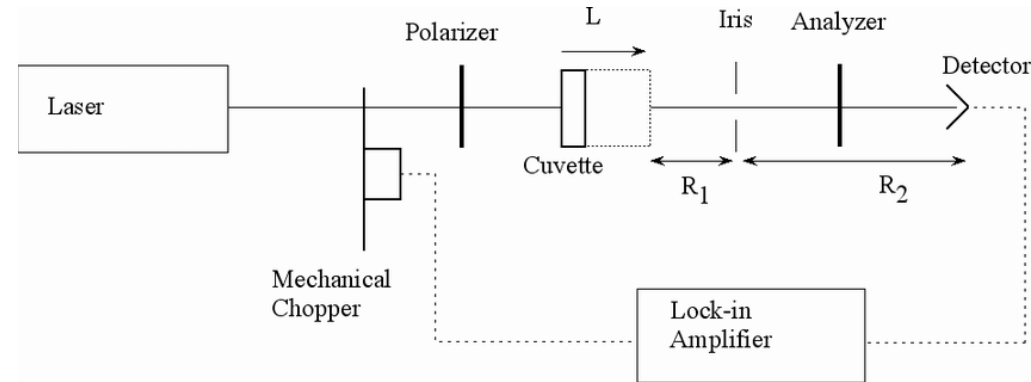 L
Iris
Analyzer
Polarizer
Detector
Laser
Cuvette
R1
R2
Mechanical
Chopper
Lock-in
Amplifier